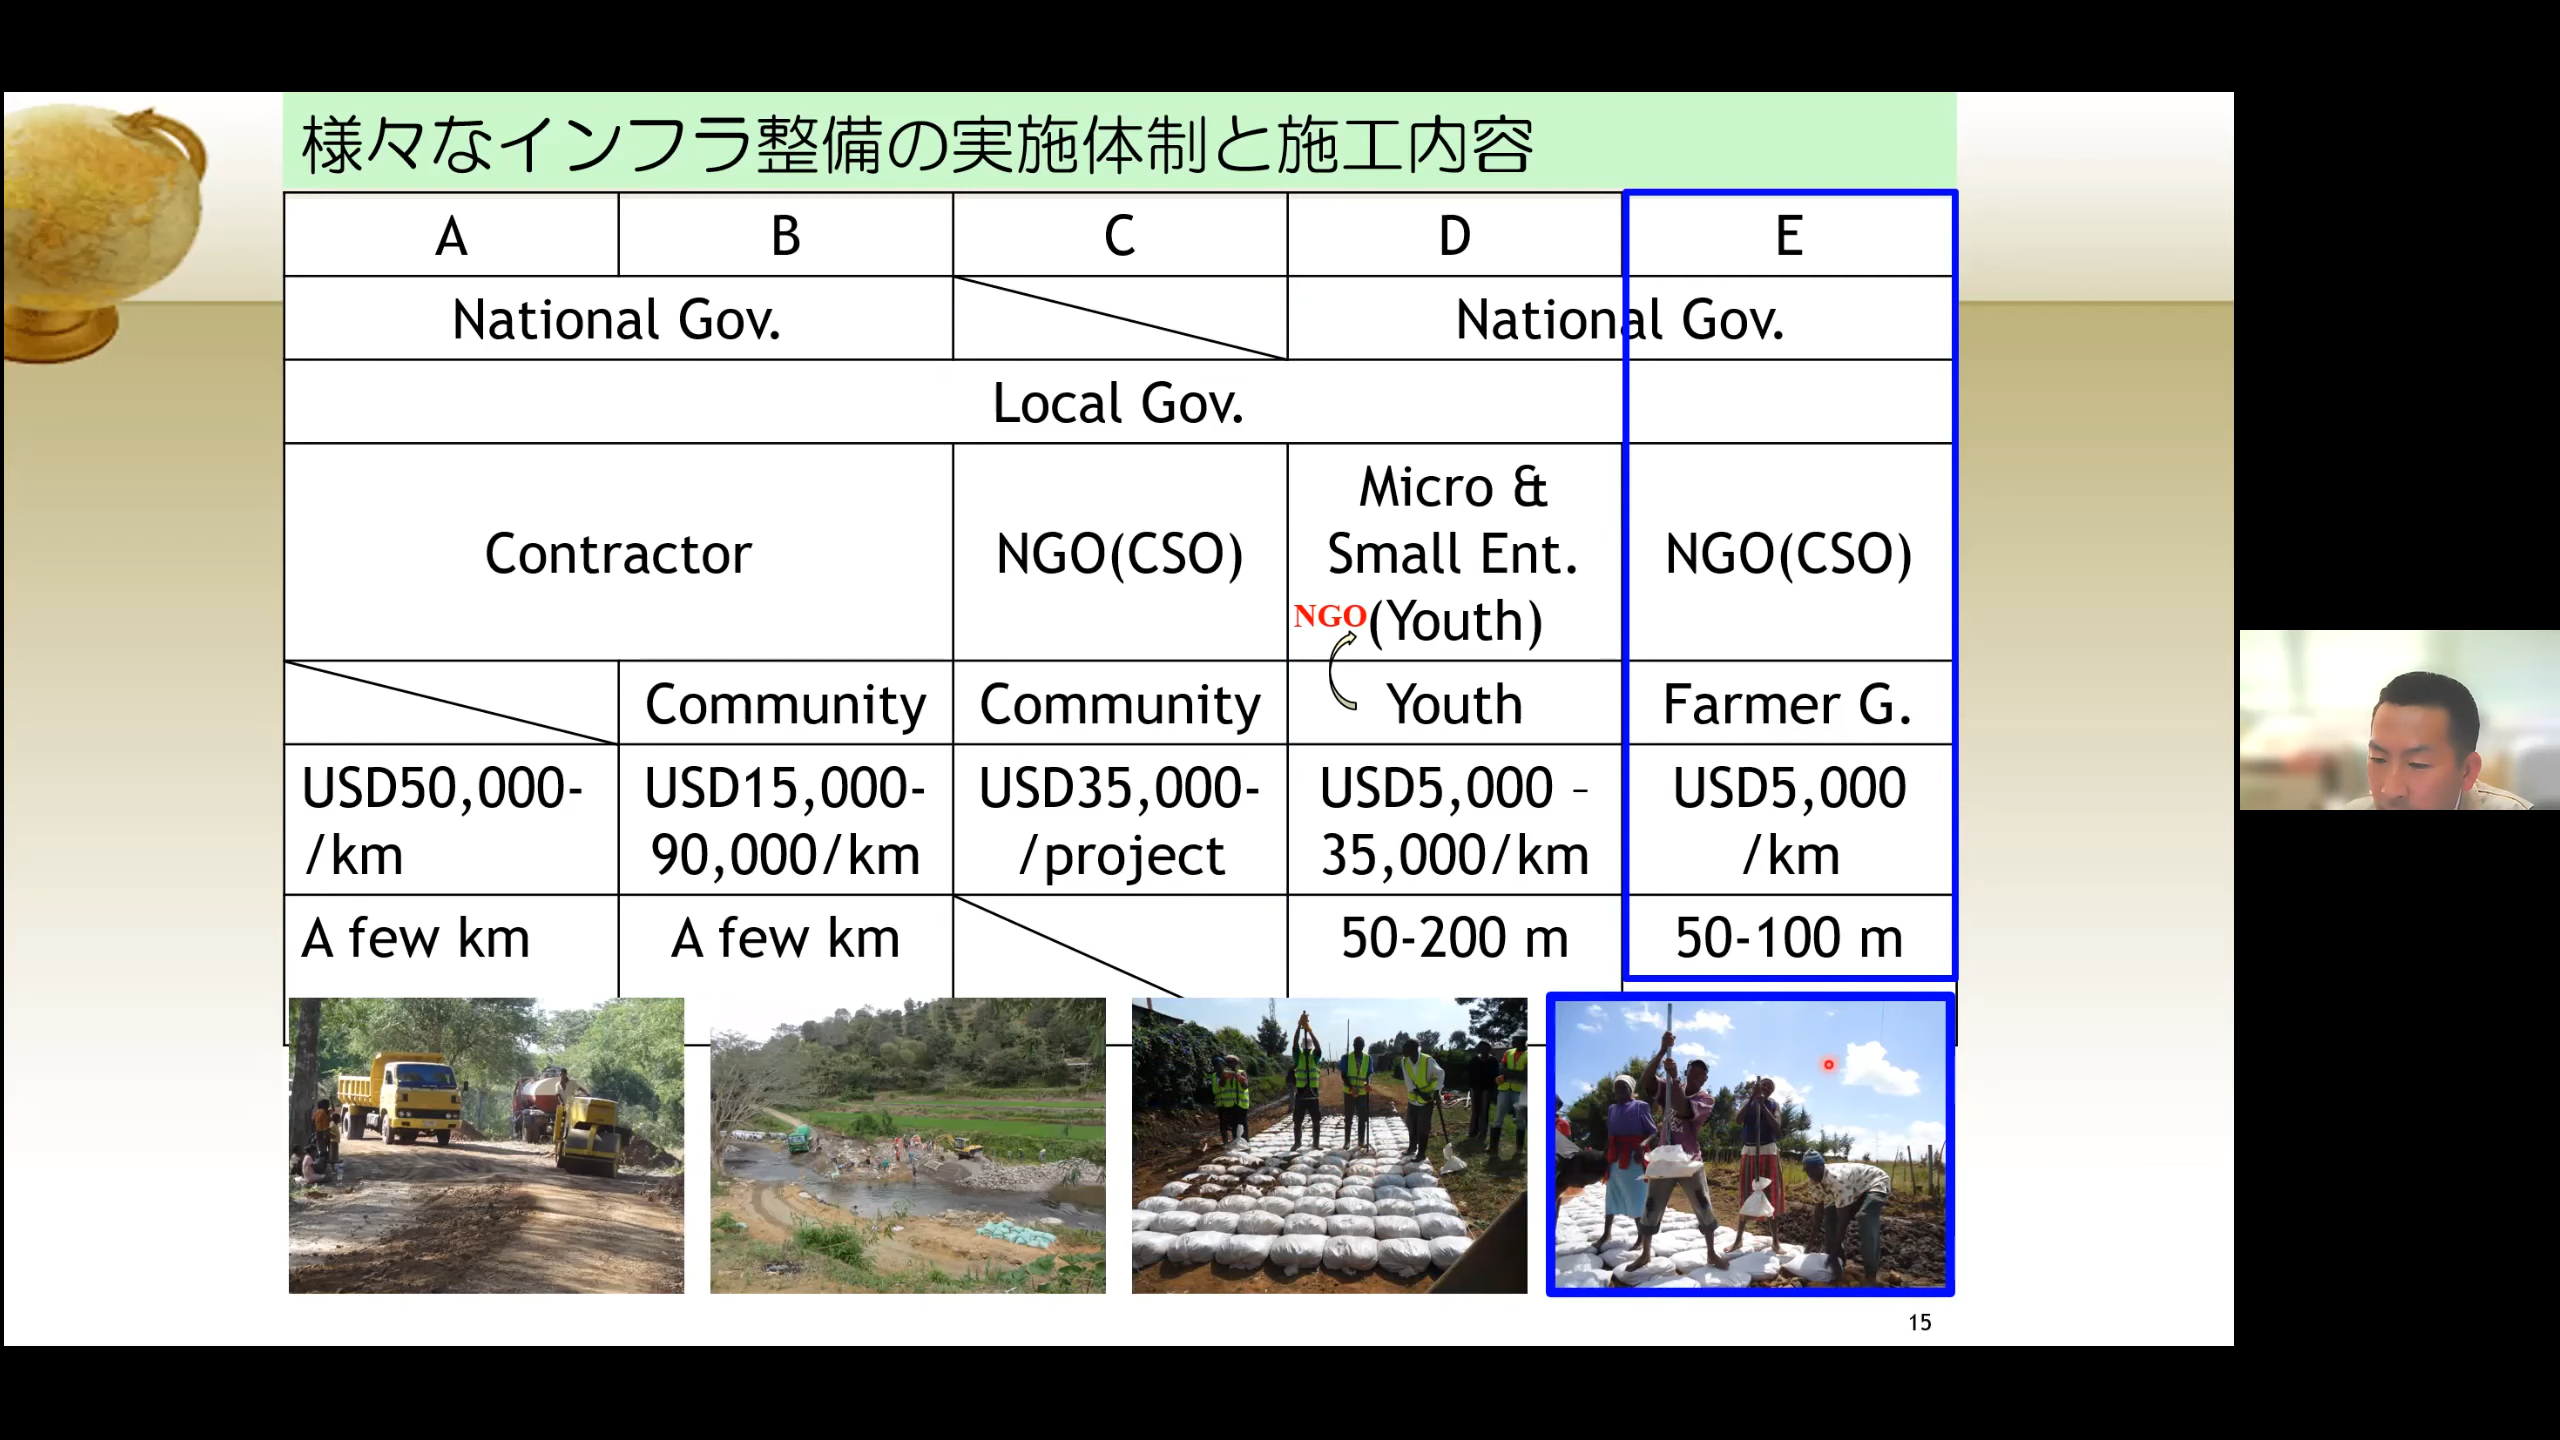 様々なインフラ整備の実施体制と施工内容
A B C D E
National Gov. National Gov.
Local Gov.
Contractor NGO(CSO) Micro & NGO(CSO)
Small Ent.
NGO (Youth)
Community Community Youth Farmer G.
USD50,000- USD15,000- USD35,000- USD5,000 – USD5,000
/km 90,000/km /project 35,000/km /km
A few km A few km 50-200 m 50-100 m
15